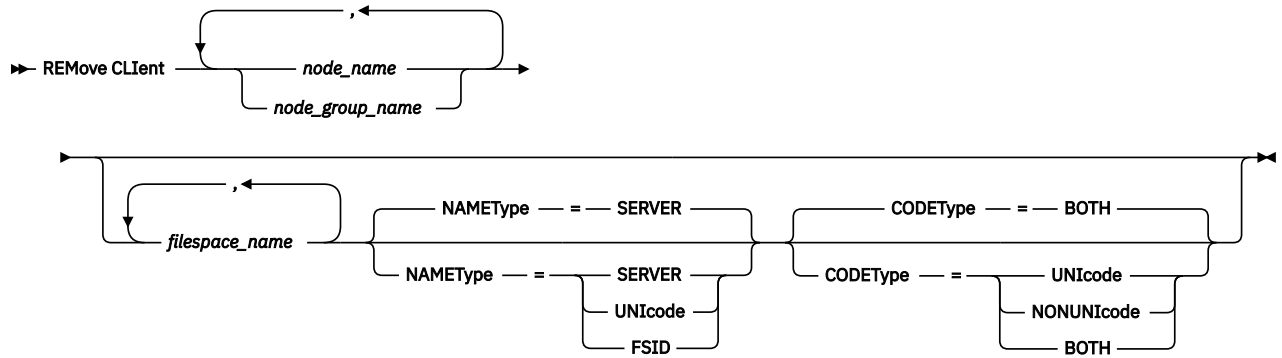 ,
REMove CLIent node_name
node_group_name
,
NAMEType = SERVER CODEType = BOTH
filespace_name
NAMEType = SERVER CODEType = UNIcode
UNIcode NONUNIcode
FSID BOTH